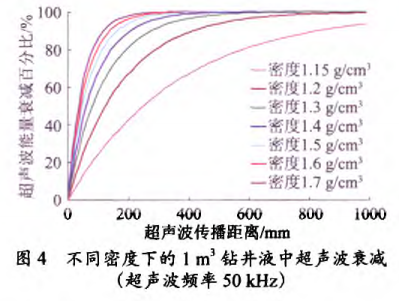 超声波能量衰减百分比/%
100
80
60
40
20
0
密度1.15 g/cm³
密度1.2 g/cm³
密度1.3 g/cm³
密度1.4 g/cm³
密度1.5 g/cm³
密度1.6 g/cm³
密度1.7 g/cm³
0 200 400 600 800 1000
超声波传播距离/mm
图 4 不同密度下的 1 m³ 钻井液中超声波衰减
（超声波频率 50 kHz）